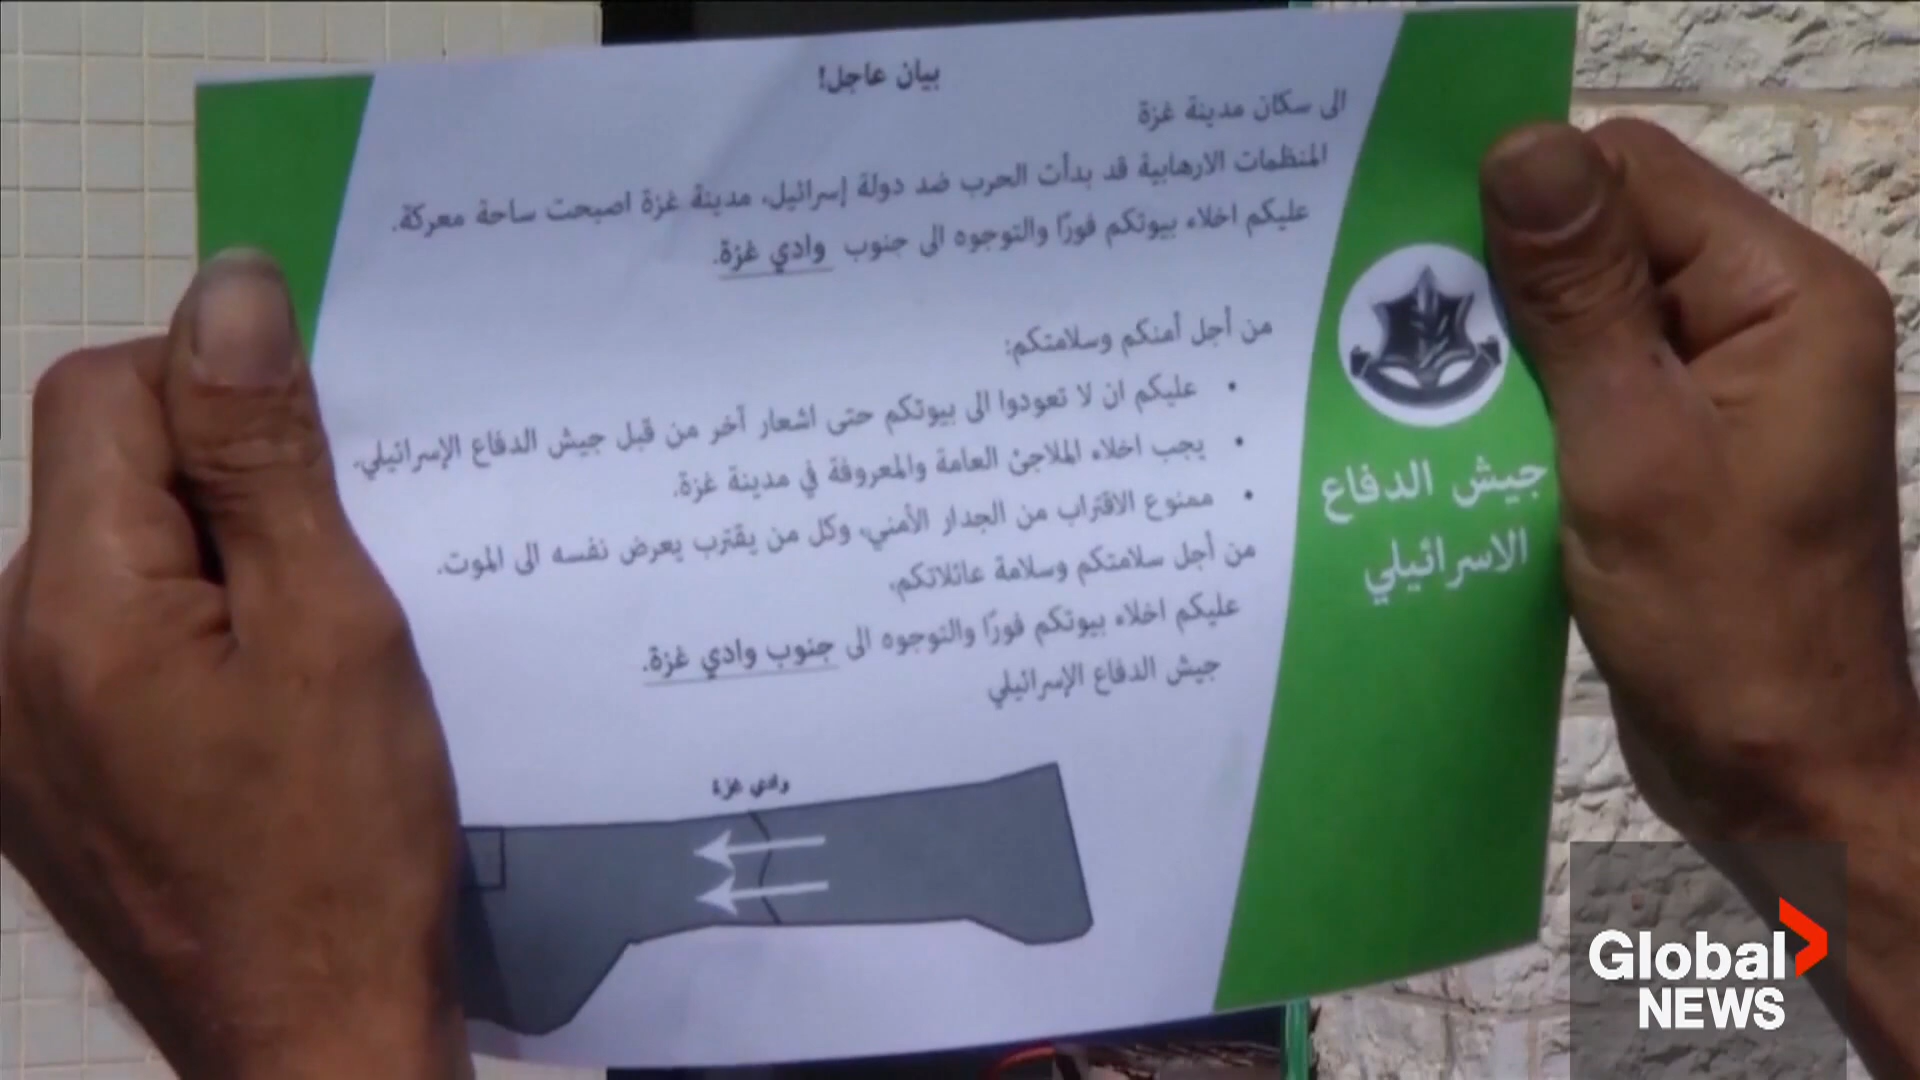 بيان عاجل!
الى سكان مدينة غزة
المنظمات الارهابية قد بدأت الحرب ضد دولة إسرائيل، مدينة غزة اصبحت ساحة معركة.
عليكم اخلاء بيوتكم فورًا والتوجوه الى جنوب وادي غزة.
من أجل أمنكم وسلامتكم:
• عليكم ان لا تعودوا الى بيوتكم حتى اشعار آخر من قبل جيش الدفاع الإسرائيلي.
• يجب اخلاء الملاجئ العامة والمعروفة في مدينة غزة.
• ممنوع الاقتراب من الجدار الأمني، وكل من يقترب يعرض نفسه الى الموت.
من أجل سلامتكم وسلامة عائلاتكم،
عليكم اخلاء بيوتكم فورًا والتوجوه الى جنوب وادي غزة.
جيش الدفاع الإسرائيلي
وادي غزة
جيش الدفاع
الاسرائيلي
Global
NEWS